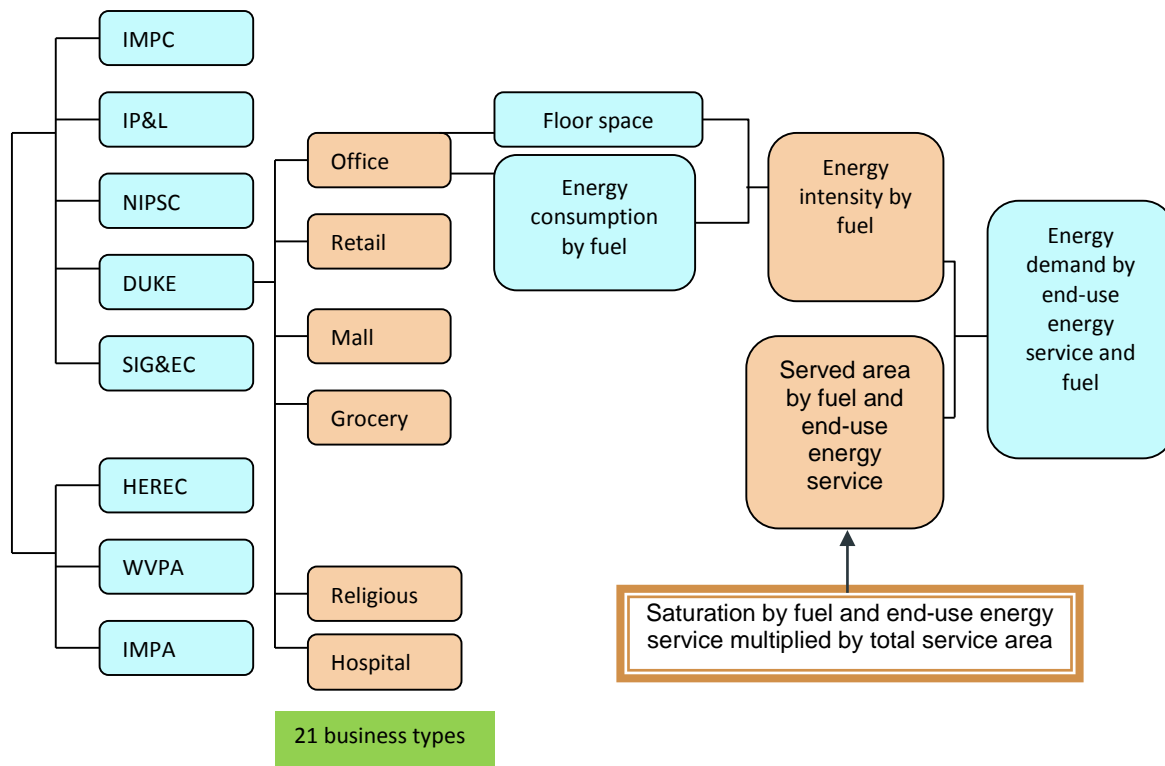 IMPC
IP&L
NIPSC
DUKE
SIG&EC
HEREC
WVPA
IMPA
Office
Retail
Mall
Grocery
Religious
Hospital
21 business types
Floor space
Energy
consumption
by fuel
Energy
intensity by
fuel
Served area
by fuel and
end-use
energy
service
Saturation by fuel and end-use energy
service multiplied by total service area
Energy
demand by
end-use
energy
service and
fuel